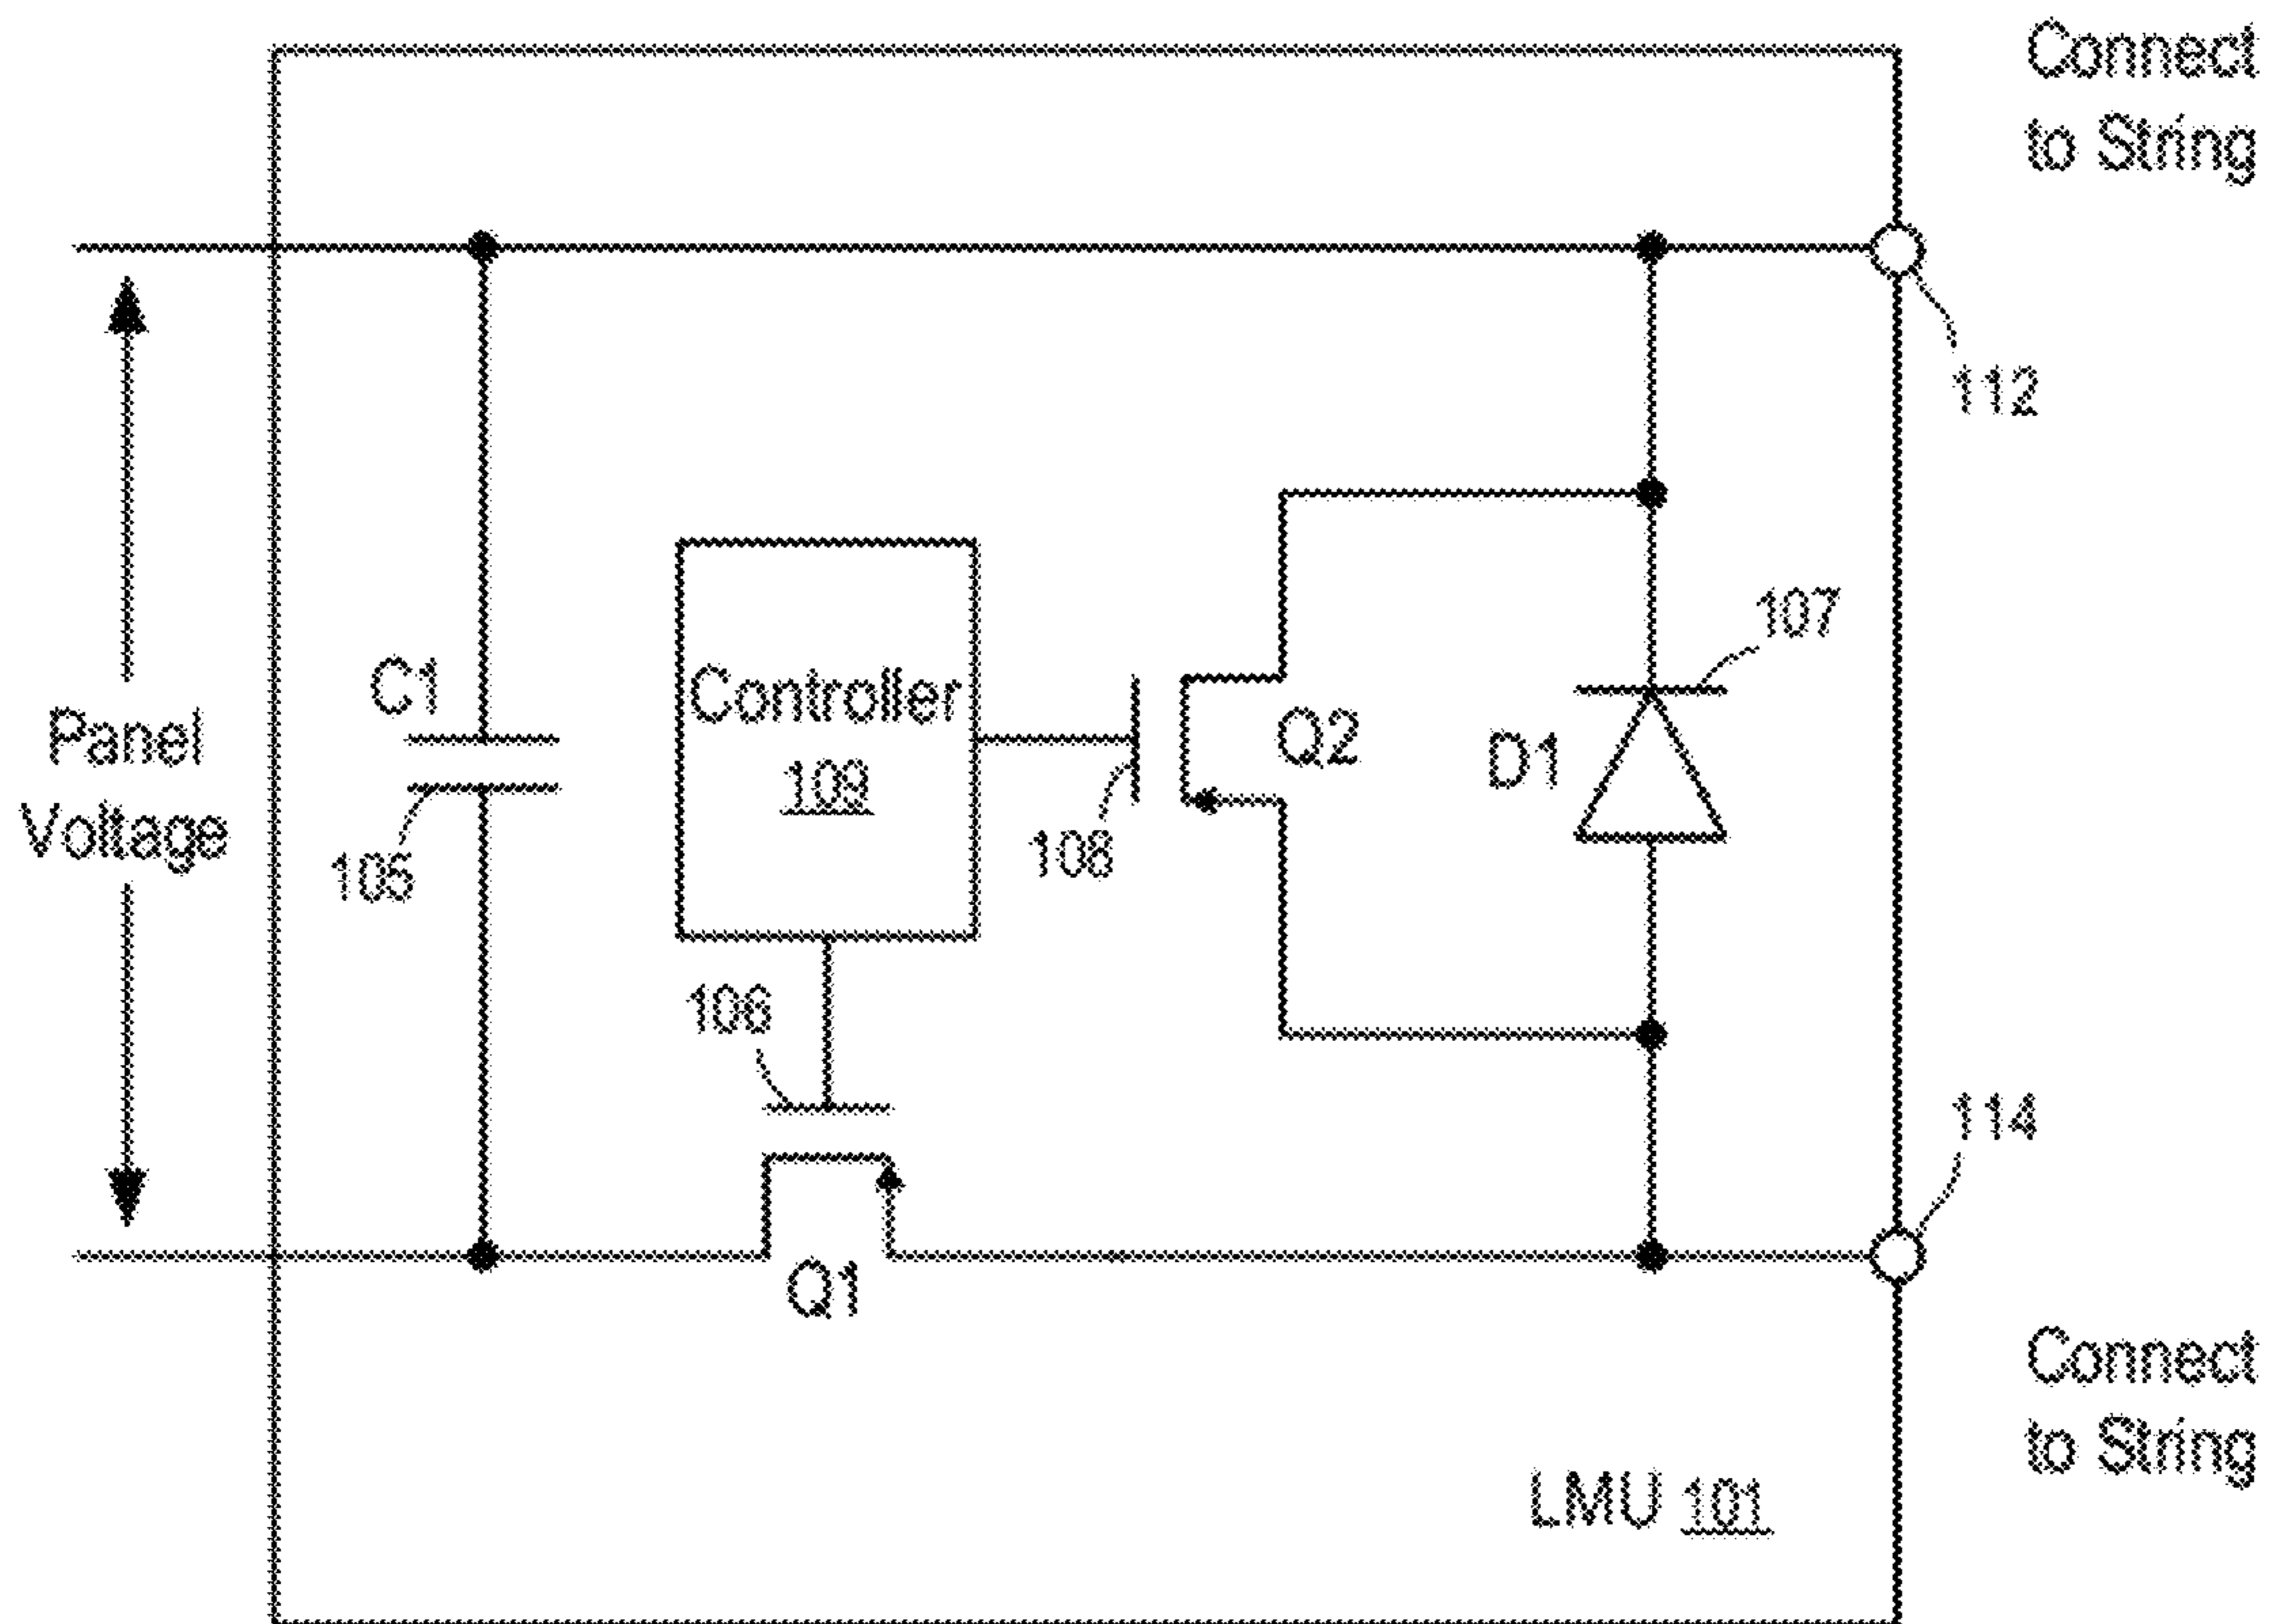 Connect
to String
112
107
C1
Controller
109
Q2
D1
Panel
Voltage
105
108
106
114
Q1
Connect
to String
LMU 101